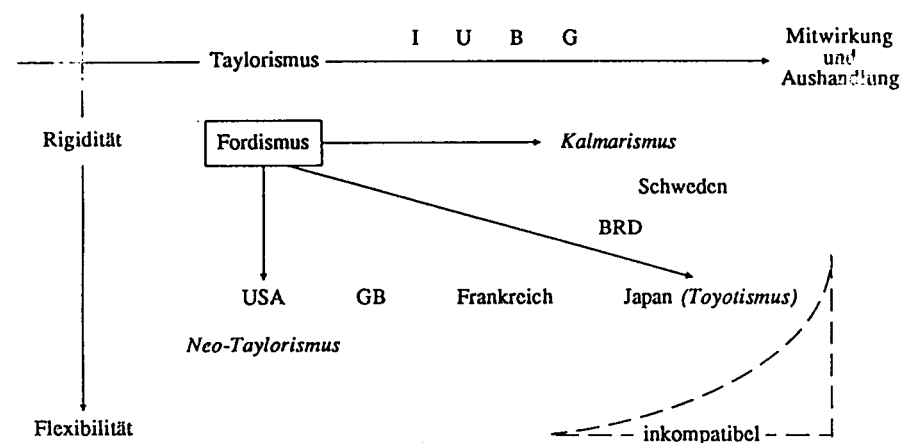 I U B G
Taylorismus
Mitwirkung
und
Aushandlung
Rigidität
Fordismus
Kalmarismus
Schweden
BRD
USA GB Frankreich Japan (Toyotismus)
Neo-Taylorismus
Flexibilität
inkompatibel